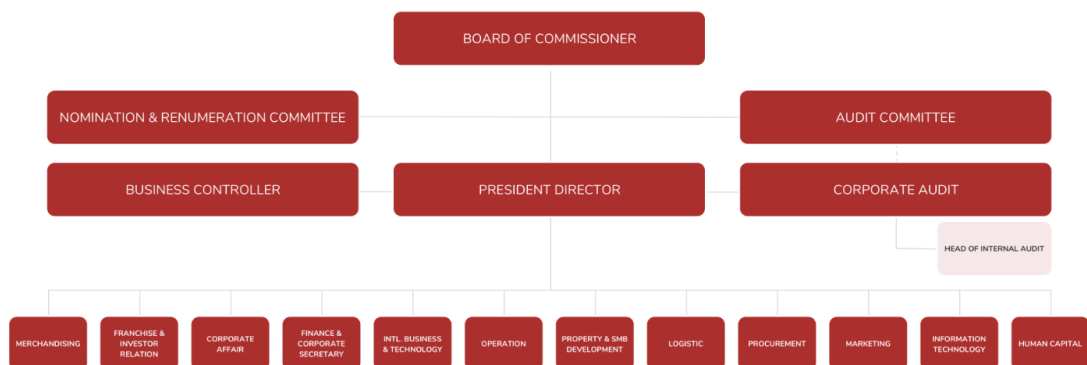 BOARD OF COMMISSIONER
NOMINATION & RENUMERATION COMMITTEE
AUDIT COMMITTEE
BUSINESS CONTROLLER
PRESIDENT DIRECTOR
CORPORATE AUDIT
HEAD OF INTERNAL AUDIT
MERCHANDISING
FRANCHISE &
INVESTOR
RELATION
CORPORATE
AFFAIR
FINANCE &
CORPORATE
SECRETARY
INTL. BUSINESS
& TECHNOLOGY
OPERATION
PROPERTY & SMB
DEVELOPMENT
LOGISTIC
PROCUREMENT
MARKETING
INFORMATION
TECHNOLOGY
HUMAN CAPITAL